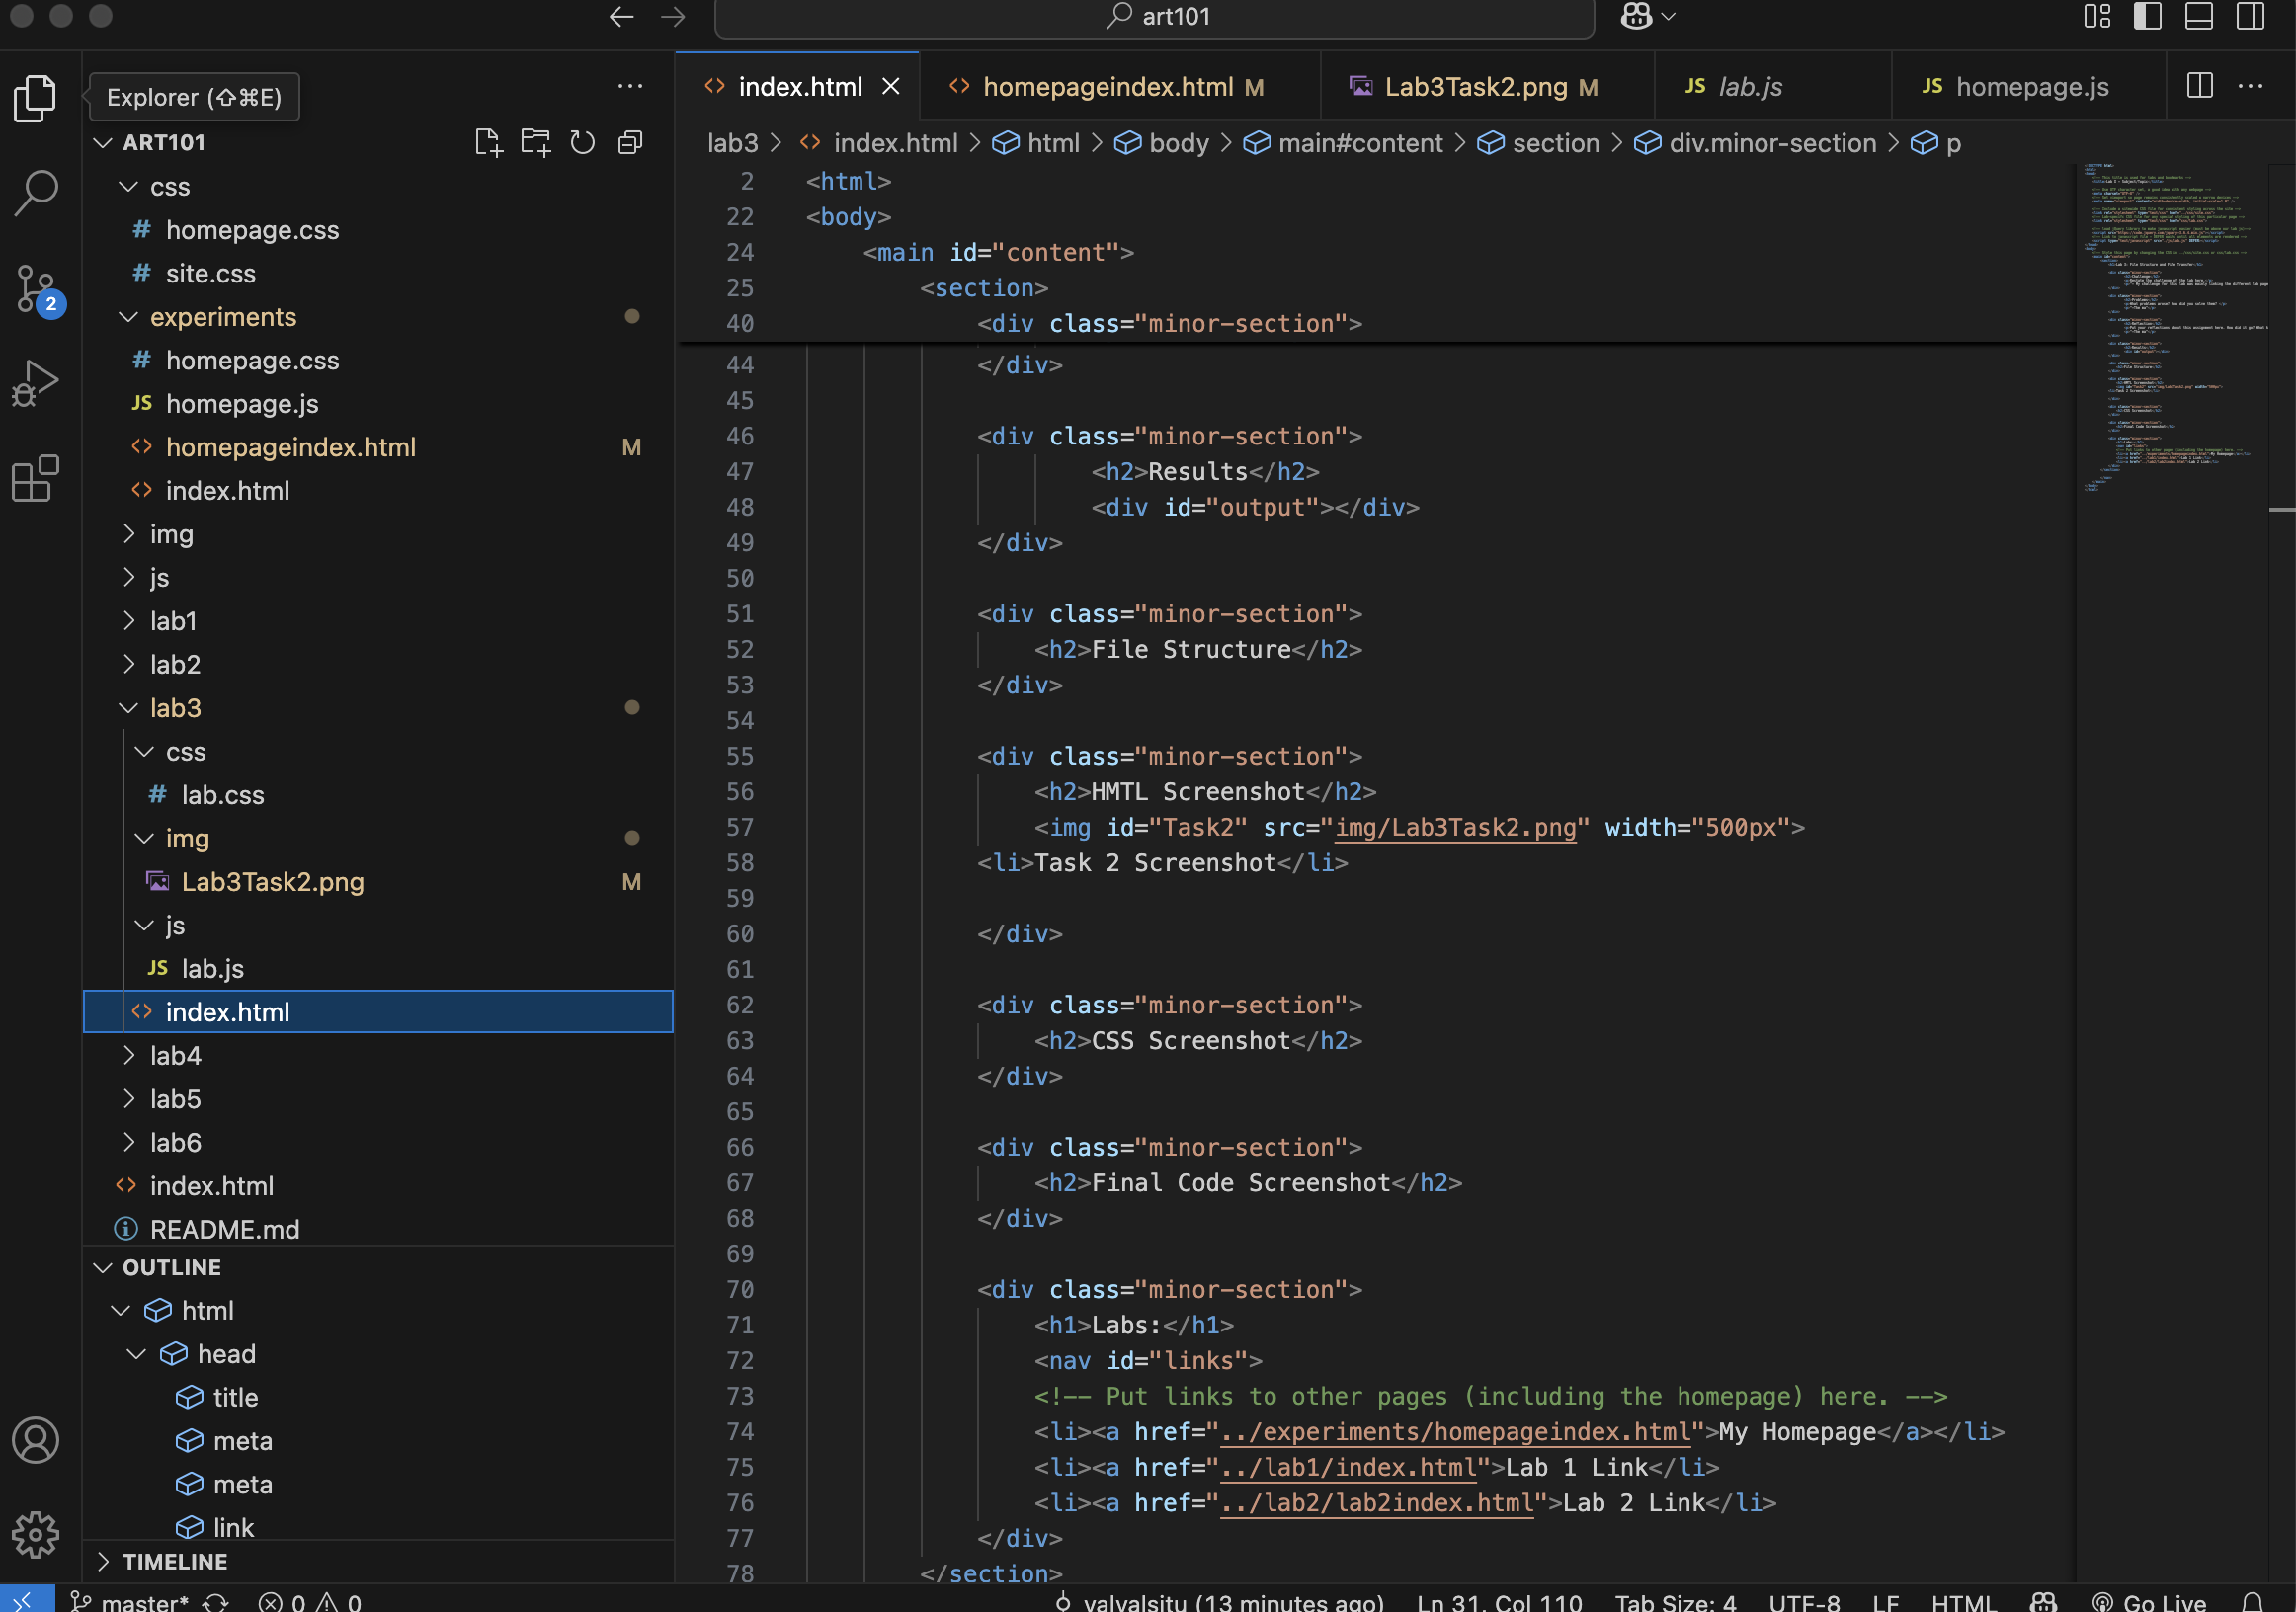 art101
Explorer (⇧⌘E)
ART101
css
# homepage.css
# site.css
experiments
# homepage.css
JS homepage.js
<> homepageindex.html M
<> index.html
img
js
lab1
lab2
lab3
css
# lab.css
img
Lab3Task2.png M
js
JS lab.js
<> index.html
lab4
lab5
lab6
<> index.html
README.md
OUTLINE
html
head
title
meta
meta
link
TIMELINE
2
<> index.html × <> homepageindex.html M Lab3Task2.png M JS lab.js JS homepage.js
lab3 > <> index.html > html > body > main#content > section > div.minor-section > p
2 <html>
22 <body>
24 <main id="content">
25 <section>
40 <div class="minor-section">
44 </div>
45
46 <div class="minor-section">
47 <h2>Results</h2>
48 <div id="output"></div>
49 </div>
50
51 <div class="minor-section">
52 <h2>File Structure</h2>
53 </div>
54
55 <div class="minor-section">
56 <h2>HMTL Screenshot</h2>
57 <img id="Task2" src="img/Lab3Task2.png" width="500px">
58 <li>Task 2 Screenshot</li>
59
60 </div>
61
62 <div class="minor-section">
63 <h2>CSS Screenshot</h2>
64 </div>
65
66 <div class="minor-section">
67 <h2>Final Code Screenshot</h2>
68 </div>
69
70 <div class="minor-section">
71 <h1>Labs:</h1>
72 <nav id="links">
73 <!-- Put links to other pages (including the homepage) here. -->
74 <li><a href="../experiments/homepageindex.html">My Homepage</a></li>
75 <li><a href="../lab1/index.html">Lab 1 Link</li>
76 <li><a href="../lab2/lab2index.html">Lab 2 Link</li>
77 </div>
78 </section>
master* 0 0 valvalsitu (13 minutes ago) Ln 31, Col 110 Tab Size: 4 UTF-8 LF HTML Go Live